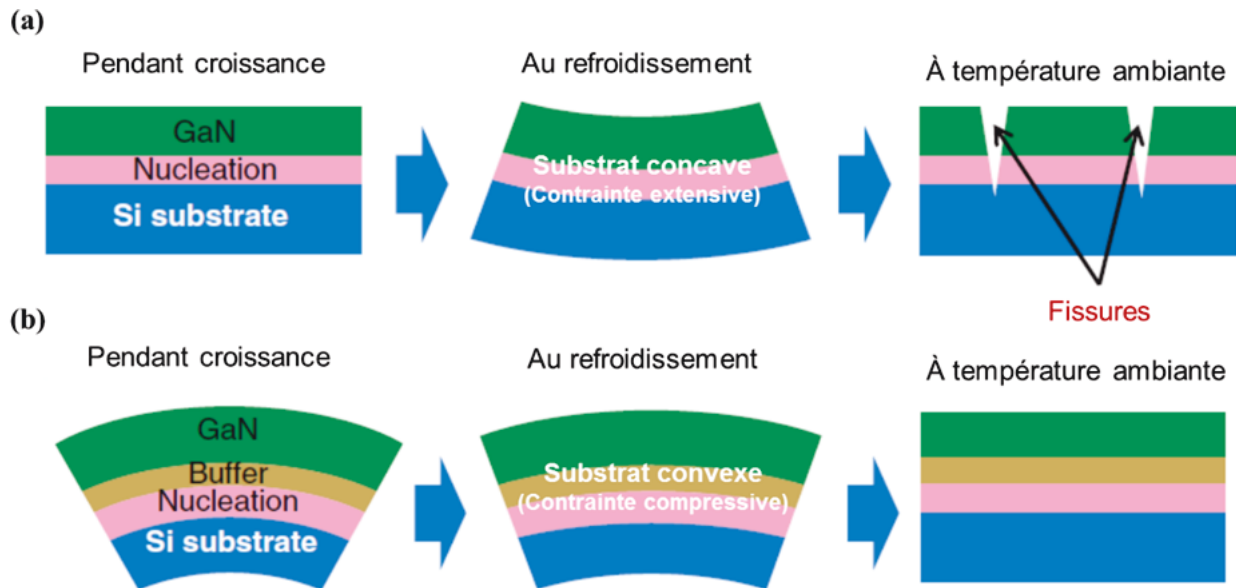 (a)
Pendant croissance
Au refroidissement
À température ambiante
GaN
Nucleation
Si substrate
Substrat concave
(Contrainte extensive)
Fissures
(b)
Pendant croissance
Au refroidissement
À température ambiante
GaN
Buffer
Nucleation
Si substrate
Substrat convexe
(Contrainte compressive)